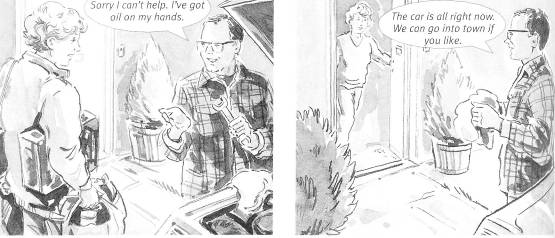 Sorry I can't help. I've got
oil on my hands.
The car is all right now.
We can go into town if
you like.